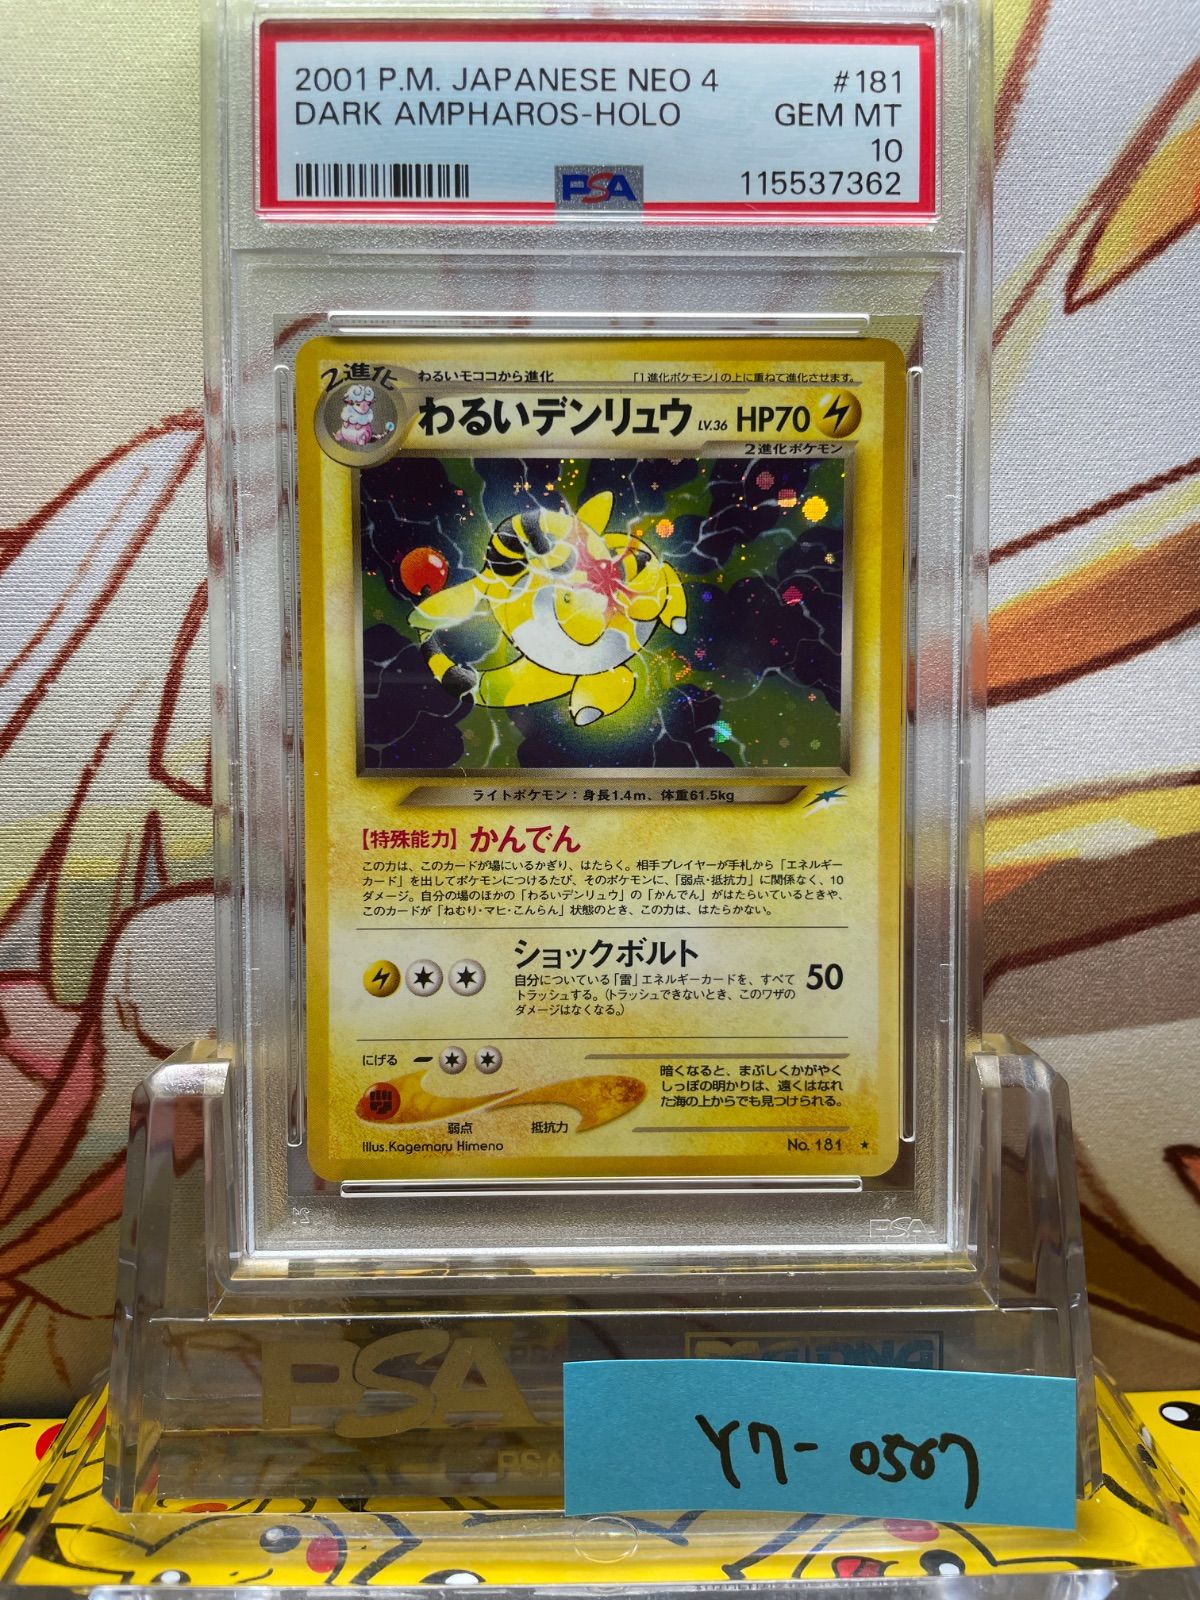 2001 P.M. JAPANESE NEO 4 #181
DARK AMPHAROS-HOLO GEM MT
10
PSA 115537362
2進化
わるいモココから進化 「1進化ポケモン」の上に重ねて進化させます。
わるいデンリュウ LV.36 HP70
2進化ポケモン
ライトポケモン：身長1.4m、体重61.5kg
【特殊能力】かんでん
この力は、このカードが場にいるかぎり、はたらく。相手プレイヤーが手札から「エネルギー
カード」を出してポケモンにつけるたび、そのポケモンに、「弱点・抵抗力」に関係なく、10
ダメージ。自分の場のほかの「わるいデンリュウ」の「かんでん」がはたらいているときや、
このカードが「ねむり・マヒ・こんらん」状態のとき、この力は、はたらかない。
ショックボルト
自分についている「雷」エネルギーカードを、すべて
トラッシュする。（トラッシュできないとき、このワザの
ダメージはなくなる。）
50
にげる
暗くなると、まぶしくかがやく
しっぽの明かりは、遠くはなれ
た海の上からでも見つけられる。
弱点 抵抗力
Illus.Kagemaru Himeno No. 181 ★
PSA
PSA
PSA
Y7-0567